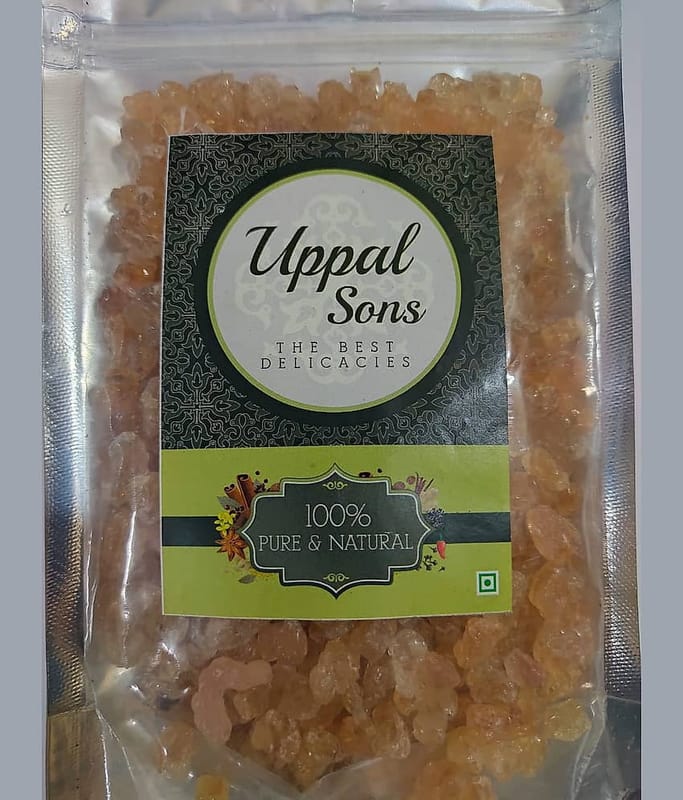 Uppal
Sons
THE BEST
DELICACIES
100%
PURE & NATURAL